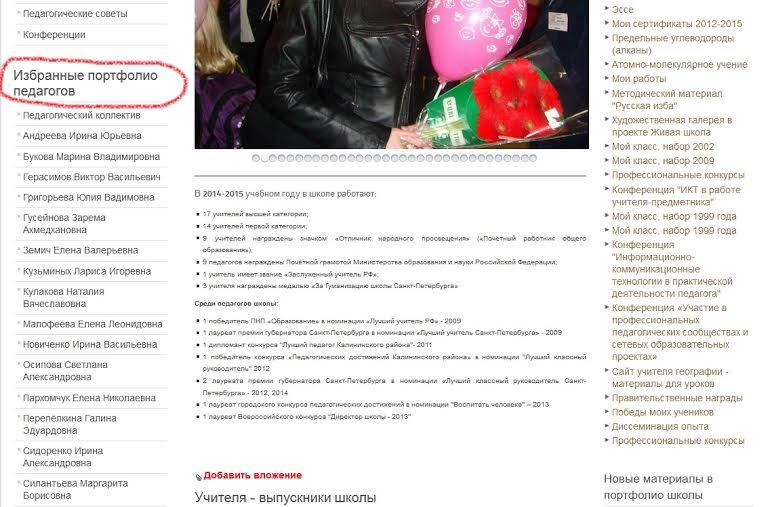 Педагогические советы
Конференции
Избранные портфолио
педагогов
Педагогический коллектив
Андреева Ирина Юрьевна
Букова Марина Владимировна
Герасимов Виктор Васильевич
Григорьева Юлия Вадимовна
Гусейнова Зарема
Ахмедхановна
Земич Елена Валерьевна
Кузьминых Лариса Игоревна
Кулакова Наталия
Вячеславовна
Малофеева Елена Леонидовна
Новиченко Ирина Васильевна
Осипова Светлана
Александровна
Пархомчук Елена Николаевна
Перепёлкина Галина
Эдуардовна
Сидоренко Ирина
Александровна
Силантьева Маргарита
Борисовна
В 2014-2015 учебном году в школе работают:
17 учителей высшей категории;
14 учителей первой категории;
9 учителей награждены значком «Отличник народного просвещения» («Почётный работник общего
образования»);
9 педагогов награждены Почётной грамотой Министерства образования и науки Российской Федерации;
1 учитель имеет звание «Заслуженный учитель РФ»;
3 учителя награждены медалью «За Гуманизацию школы Санкт-Петербурга»
Среди педагогов школы:
1 победитель ПНП «Образование» в номинации «Лучший учитель РФ» - 2009
1 лауреат премии губернатора Санкт-Петербурга в номинации «Лучший учитель Санкт-Петербурга» - 2009
1 дипломант конкурса "Лучший педагог Калининского района"- 2011
1 победитель конкурса «Педагогических достижений Калининского района» в номинации "Лучший классный
руководитель" 2012
2 лауреата премии губернатора Санкт-Петербурга в номинации «Лучший классный руководитель Санкт-
Петербурга» - 2012, 2014
1 лауреат городского конкурса педагогических достижений в номинации "Воспитать человека" – 2013
1 лауреат Всероссийского конкурса "Директор школы - 2013"
Добавить вложение
Учителя - выпускники школы
Эссе
Мои сертификаты 2012-2015
Предельные углеводороды
(алканы)
Атомно-молекулярное учение
Мои работы
Методический материал
"Русская изба"
Художественная галерея в
проекте Живая школа
Мой класс, набор 2002
Мой класс, набор 2009
Профессиональные конкурсы
Конференция "ИКТ в работе
учителя-предметника"
Мой класс, набор 1999 года
Мой класс, набор 1999 года
Конференция
"Информационно-
коммуникационные
технологии в практической
деятельности педагога"
Конференция «Участие в
профессиональных
педагогических сообществах и
сетевых образовательных
проектах»
Сайт учителя географии -
материалы для уроков
Правительственные награды
Победы моих учеников
Диссеминация опыта
Профессиональные конкурсы
Новые материалы в
портфолио школы